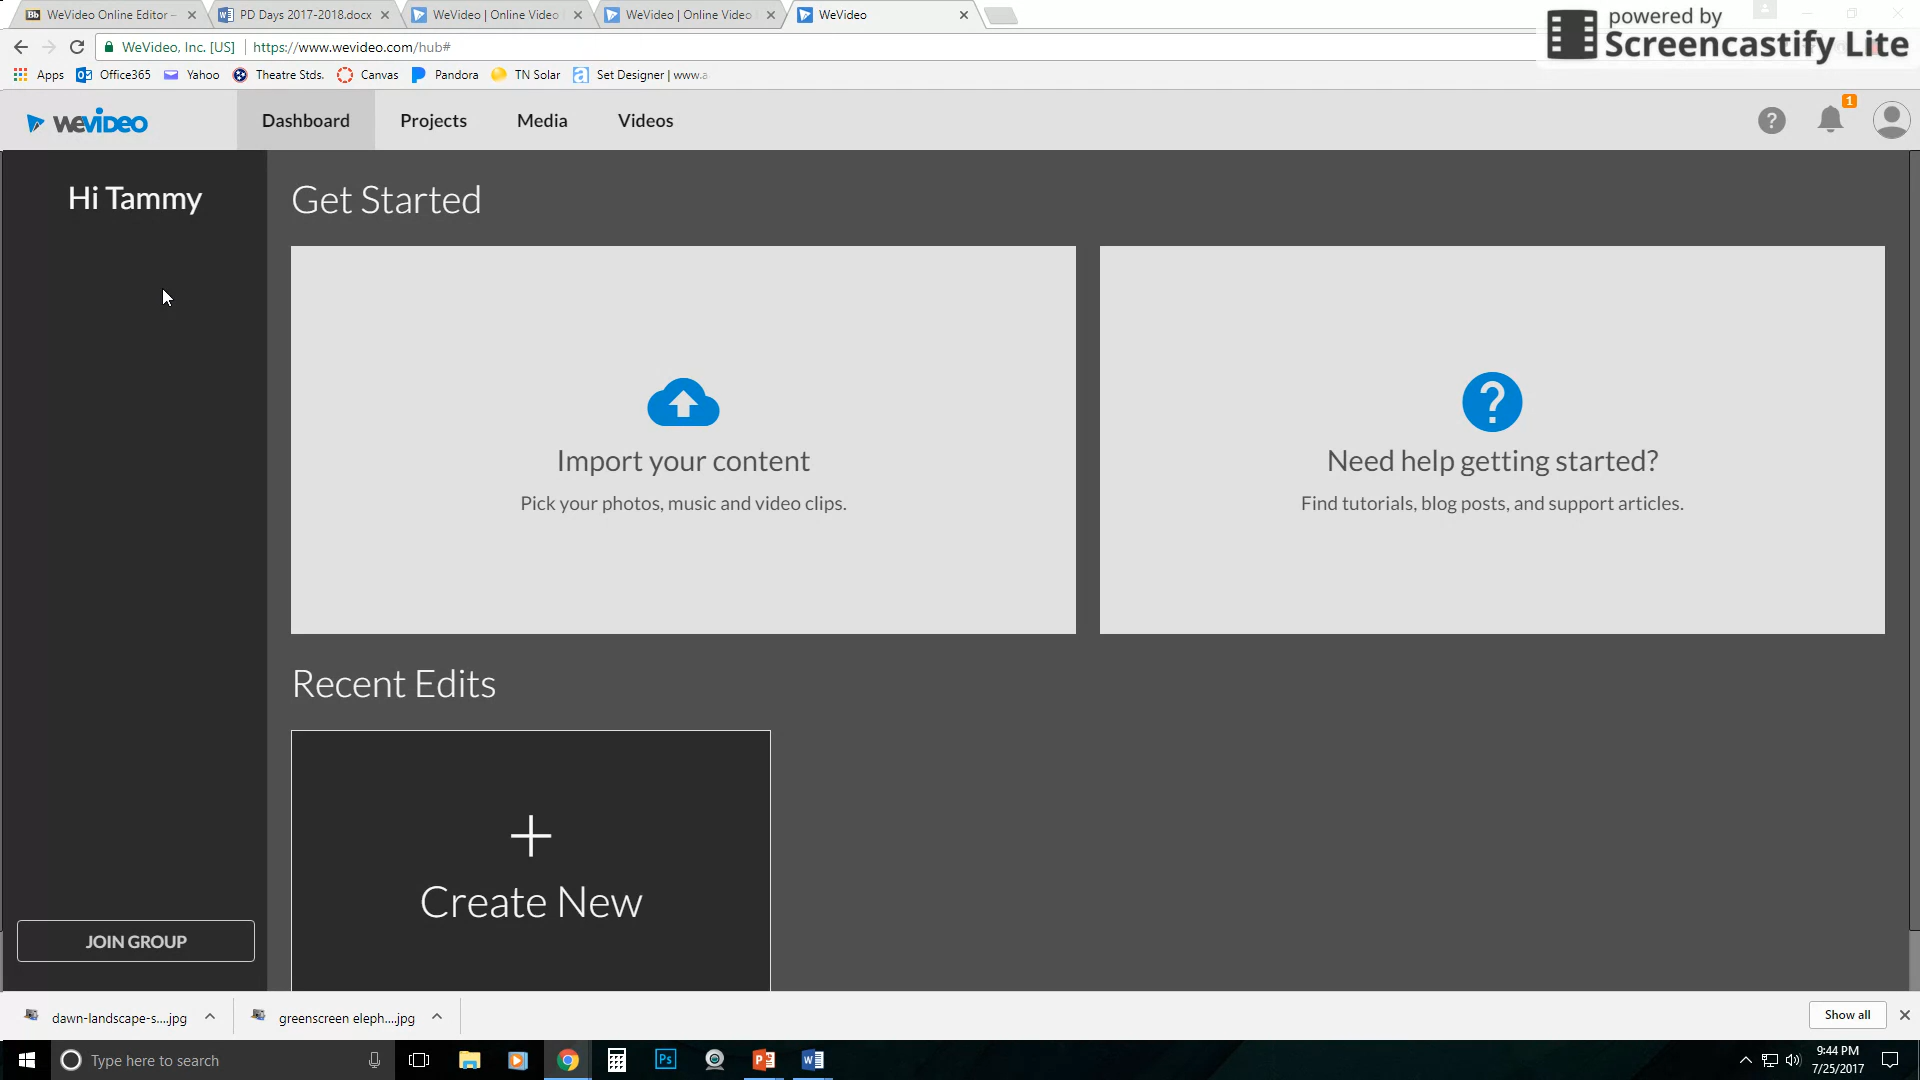 WeVideo Online Editor –
PD Days 2017-2018.docx
WeVideo | Online Video
WeVideo | Online Video
WeVideo
powered by
Screencastify Lite
WeVideo, Inc. [US]
https://www.wevideo.com/hub#
Apps
Office365
Yahoo
Theatre Stds.
Canvas
Pandora
TN Solar
Set Designer | www.a
WEVIDEO
Dashboard
Projects
Media
Videos
?
1
Hi Tammy
Get Started
Import your content
Pick your photos, music and video clips.
?
Need help getting started?
Find tutorials, blog posts, and support articles.
Recent Edits
+
Create New
JOIN GROUP
dawn-landscape-s....jpg
greenscreen eleph....jpg
Show all
Type here to search
9:44 PM
7/25/2017